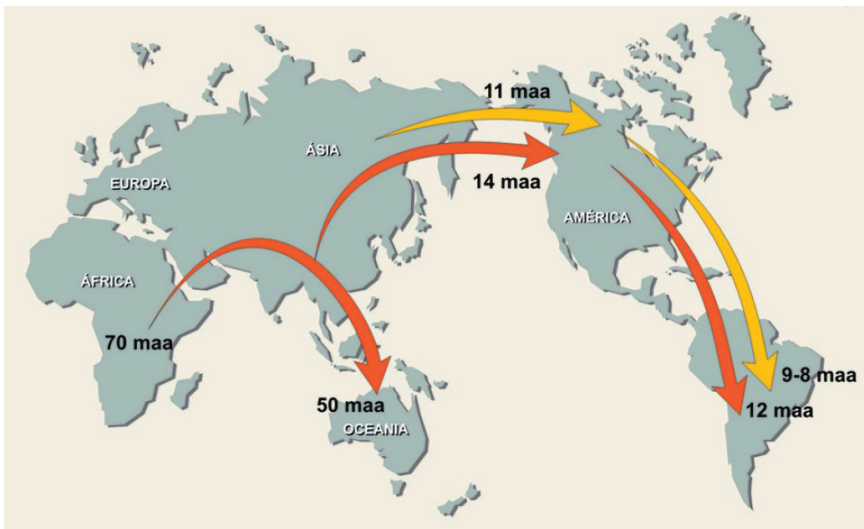 11 maa
ÁSIA
14 maa
EUROPA
AMÉRICA
ÁFRICA
70 maa
9-8 maa
50 maa
12 maa
OCEANIA